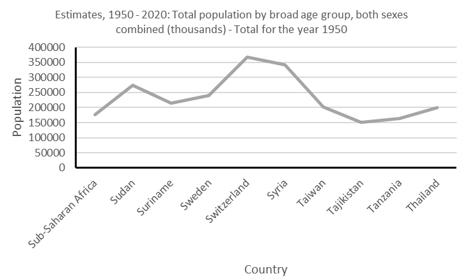 Estimates, 1950 - 2020: Total population by broad age group, both sexes
combined (thousands) - Total for the year 1950
400000
350000
300000
250000
200000
150000
100000
50000
0
Population
Sub-Saharan Africa
Sudan
Suriname
Sweden
Switzerland
Syria
Taiwan
Tajikistan
Tanzania
Thailand
Country